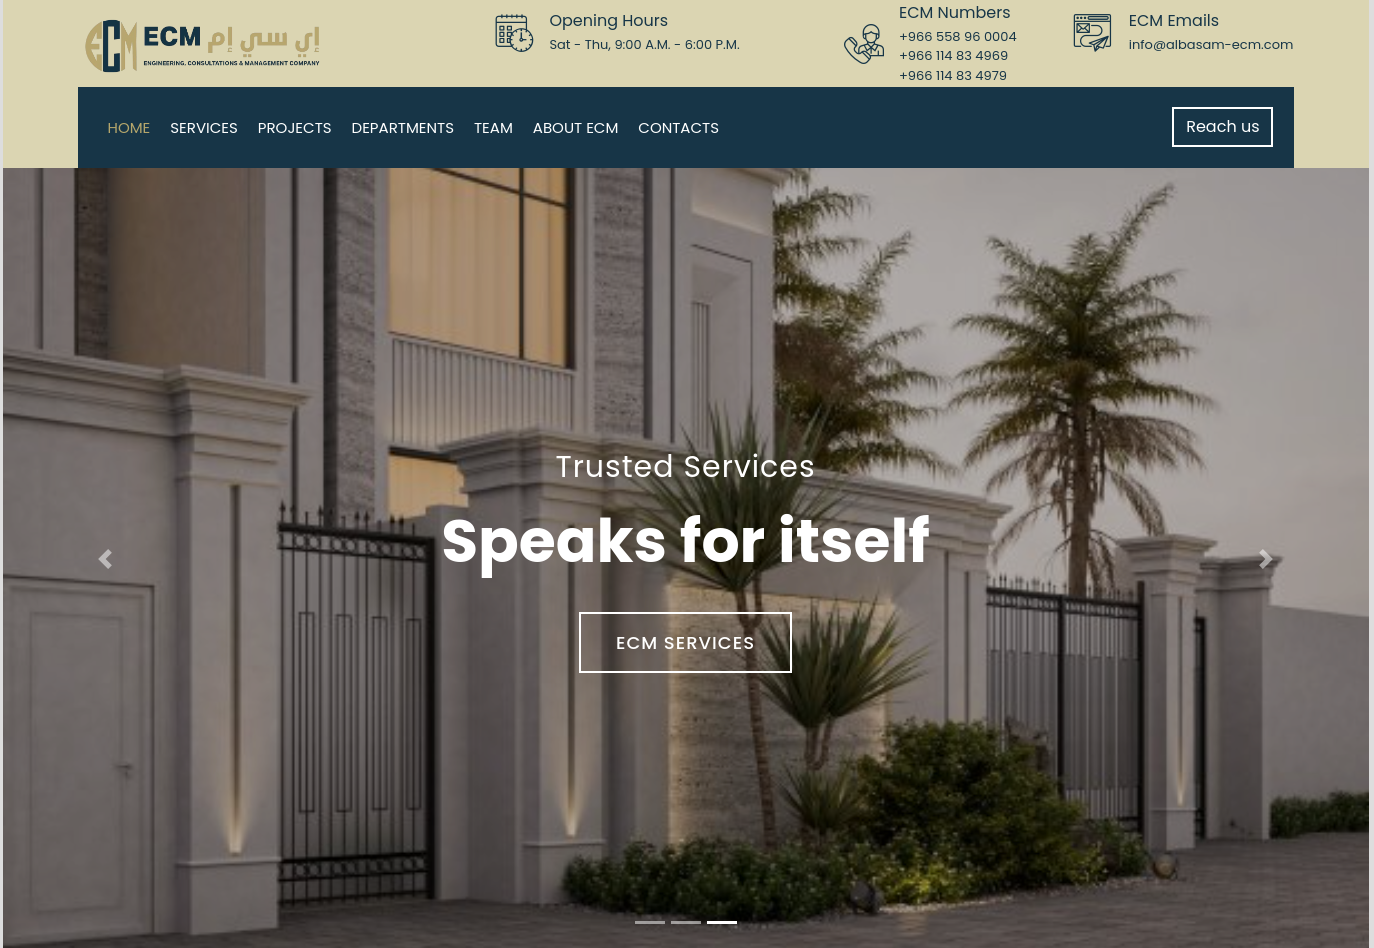 ECM إي سي إم
ENGINEERING, CONSULTATIONS & MANAGEMENT COMPANY
Opening Hours
Sat - Thu, 9:00 A.M. - 6:00 P.M.
ECM Numbers
+966 558 96 0004
+966 114 83 4969
+966 114 83 4979
ECM Emails
info@albasam-ecm.com
HOME SERVICES PROJECTS DEPARTMENTS TEAM ABOUT ECM CONTACTS
Reach us
Trusted Services
Speaks for itself
ECM SERVICES